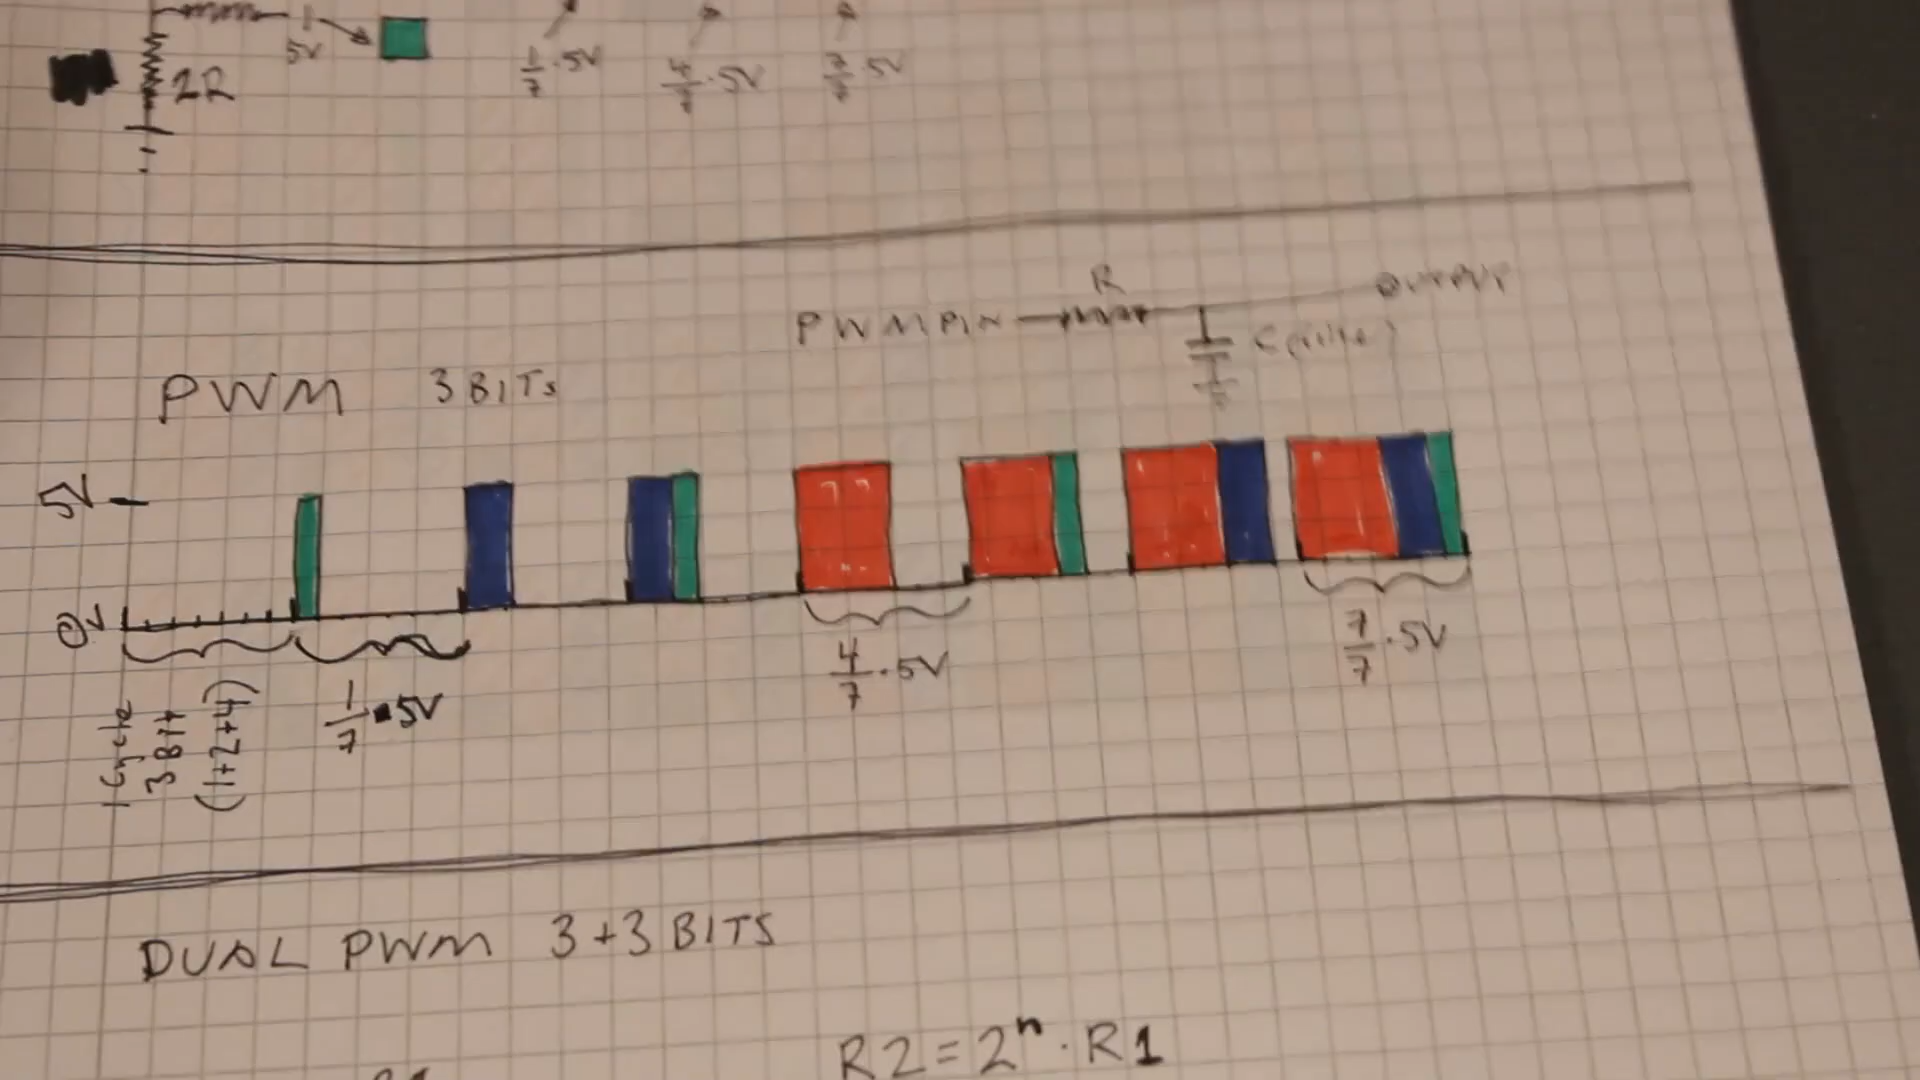 5V
2R
1/7 · 5V
4/7 · 5V
5V
R
PWM PIN
OUTPUT
PWM 3 BITs
5V
0V
1 Cycle
3 Bit
(1+2+4)
1/7 · 5V
4/7 · 5V
7/7 · 5V
DUAL PWM 3+3 BITS
R2 = 2ⁿ · R1